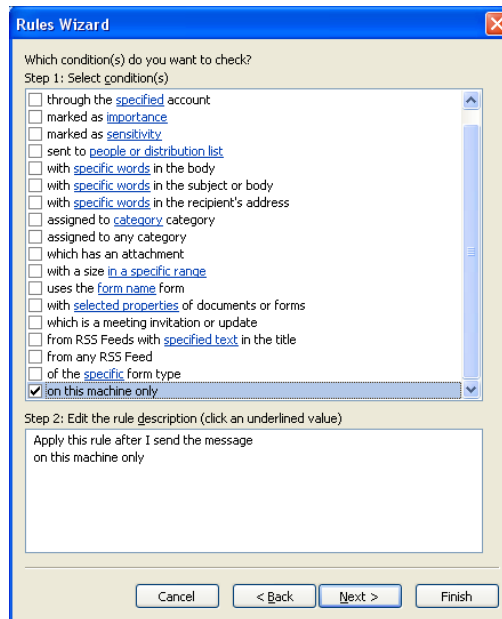 Rules Wizard
Which condition(s) do you want to check?
Step 1: Select condition(s)
through the specified account
marked as importance
marked as sensitivity
sent to people or distribution list
with specific words in the body
with specific words in the subject or body
with specific words in the recipient's address
assigned to category category
assigned to any category
which has an attachment
with a size in a specific range
uses the form name form
with selected properties of documents or forms
which is a meeting invitation or update
from RSS Feeds with specified text in the title
from any RSS Feed
of the specific form type
on this machine only
Step 2: Edit the rule description (click an underlined value)
Apply this rule after I send the message
on this machine only
Cancel < Back Next > Finish